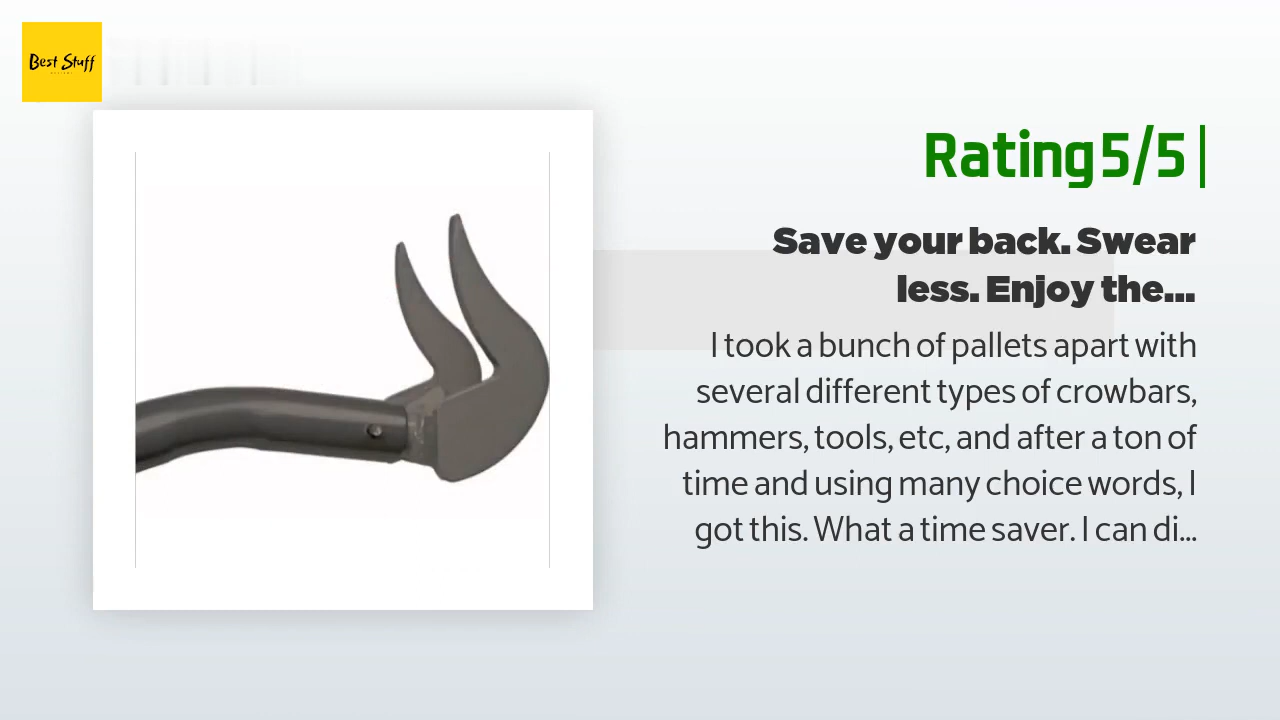 Best Stuff
Rating 5/5 |
Save your back. Swear
less. Enjoy the...
I took a bunch of pallets apart with
several different types of crowbars,
hammers, tools, etc, and after a ton of
time and using many choice words, I
got this. What a time saver. I can di...